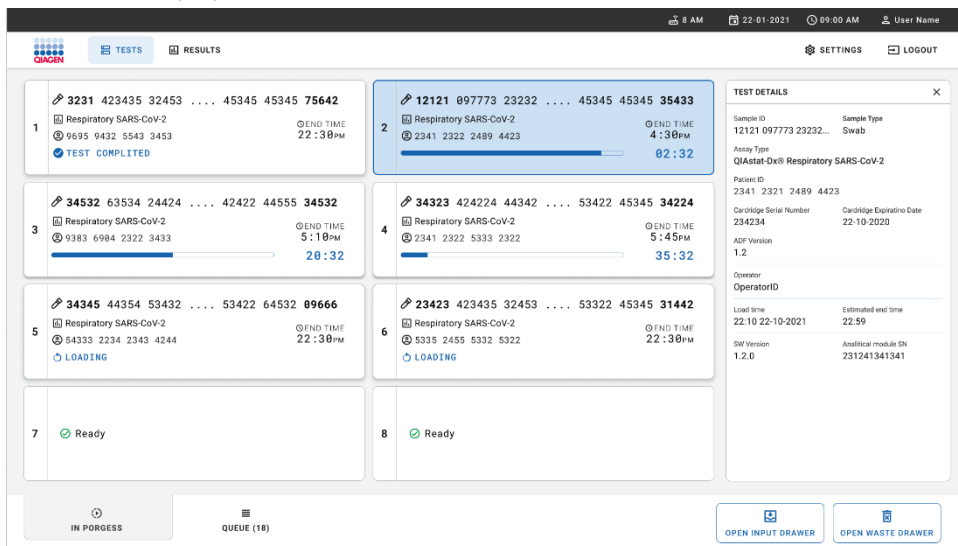 8 AM 22-01-2021 09:00 AM User Name
QIAGEN TESTS RESULTS SETTINGS LOGOUT
1
3231 423435 32453 .... 45345 45345 75642
Respiratory SARS-CoV-2
9695 9432 5543 3453
END TIME
22:30PM
TEST COMPLITED
2
12121 097773 23232 .... 45345 45345 35433
Respiratory SARS-CoV-2
2341 2322 2489 4423
END TIME
4:30PM
02:32
3
34532 63534 24424 .... 42422 44555 34532
Respiratory SARS-CoV-2
9383 6984 2322 3433
END TIME
5:10PM
20:32
4
34323 424224 44342 .... 53422 45345 34224
Respiratory SARS-CoV-2
2341 2322 5333 2322
END TIME
5:45PM
35:32
5
34345 44354 53432 .... 53422 64532 09666
Respiratory SARS-CoV-2
54333 2234 2343 4244
END TIME
22:30PM
LOADING
6
23423 423435 32453 .... 53322 45345 31442
Respiratory SARS-CoV-2
5335 2455 5332 5322
END TIME
22:30PM
LOADING
7 Ready
8 Ready
TEST DETAILS
Sample ID Sample Type
12121 097773 23232... Swab
Assay Type
QIAstat-Dx® Respiratory SARS-CoV-2
Patient ID
2341 2321 2489 4423
Cardridge Serial Number Cardridge Expiratino Date
234234 22-10-2020
ADF Version
1.2
Operator
OperatorID
Load time Estimated end time
22:10 22-10-2021 22:59
SW Version Analitical module SN
1.2.0 231241341341
IN PORGESS QUEUE (18)
OPEN INPUT DRAWER OPEN WASTE DRAWER